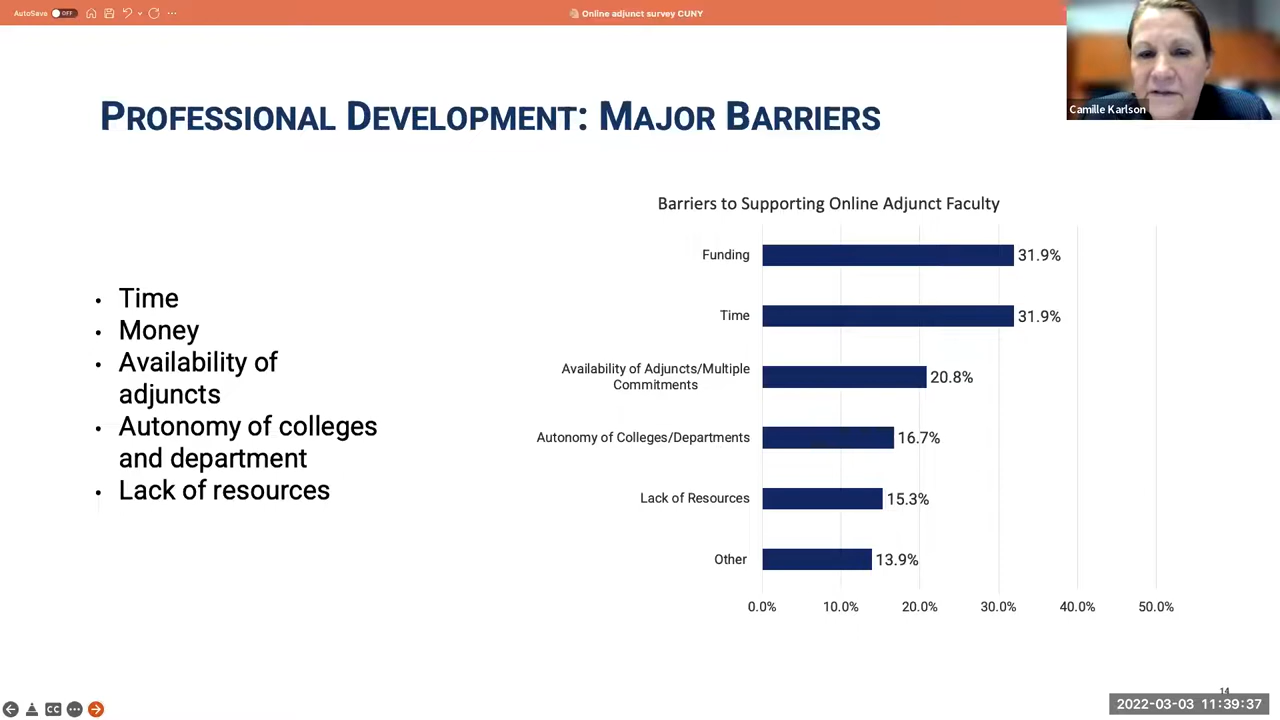 AutoSave OFF
Online adjunct survey CUNY
Camille Karlson
PROFESSIONAL DEVELOPMENT: MAJOR BARRIERS
• Time
• Money
• Availability of
adjuncts
• Autonomy of colleges
and department
• Lack of resources
Barriers to Supporting Online Adjunct Faculty
Funding 31.9%
Time 31.9%
Availability of Adjuncts/Multiple
Commitments 20.8%
Autonomy of Colleges/Departments 16.7%
Lack of Resources 15.3%
Other 13.9%
0.0% 10.0% 20.0% 30.0% 40.0% 50.0%
14
CC
2022-03-03 11:39:37